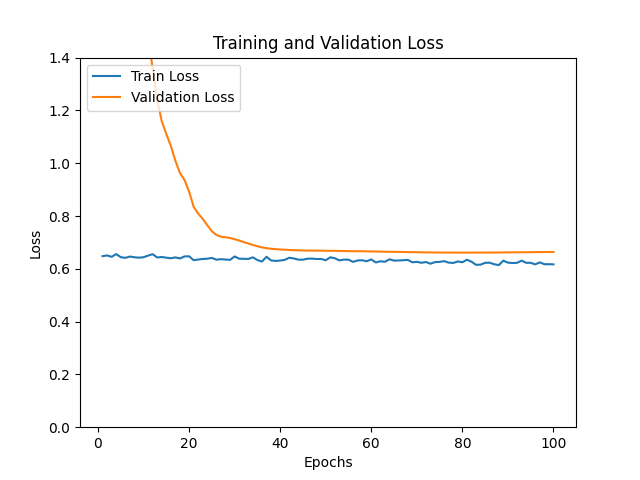 Training and Validation Loss
Train Loss
Validation Loss
Loss
1.4
1.2
1.0
0.8
0.6
0.4
0.2
0.0
0 20 40 60 80 100
Epochs